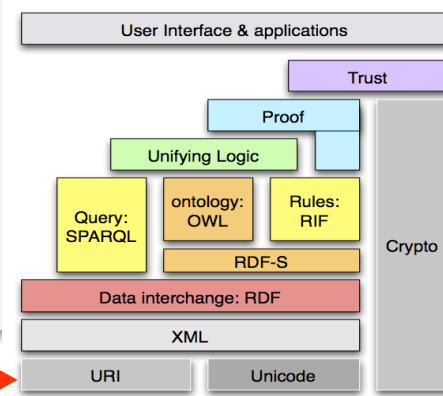 User Interface & applications
Trust
Proof
Unifying Logic
Query:
SPARQL
ontology:
OWL
Rules:
RIF
Crypto
RDF-S
Data interchange: RDF
XML
URI
Unicode